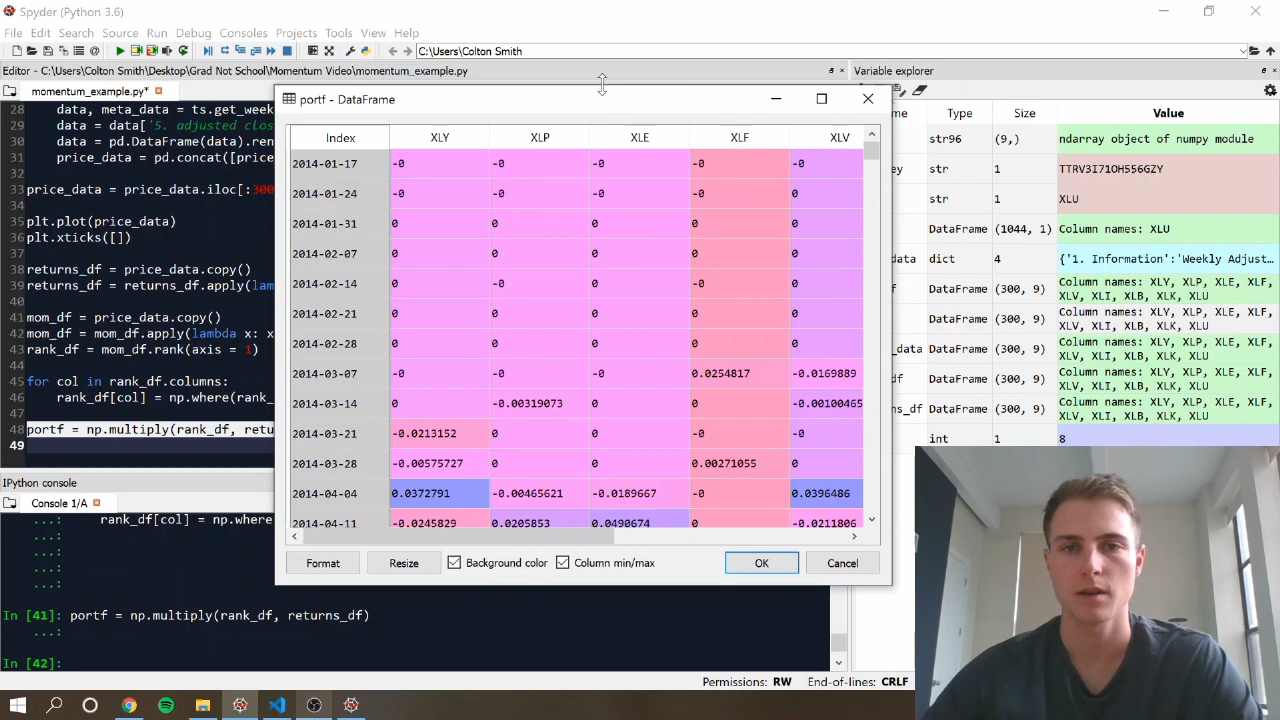 Spyder (Python 3.6)
File Edit Search Source Run Debug Consoles Projects Tools View Help
C:\Users\Colton Smith
Editor - C:\Users\Colton Smith\Desktop\Grad Not School\Momentum Video\momentum_example.py
Variable explorer
momentum_example.py*
28 data, meta_data = ts.get_week
29 data = data['5. adjusted clos
30 data = pd.DataFrame(data).ren
31 price_data = pd.concat([price
32
33 price_data = price_data.iloc[:300
34
35 plt.plot(price_data)
36 plt.xticks([])
37
38 returns_df = price_data.copy()
39 returns_df = returns_df.apply(lam
40
41 mom_df = price_data.copy()
42 mom_df = mom_df.apply(lambda x: x
43 rank_df = mom_df.rank(axis = 1)
44
45 for col in rank_df.columns:
46 rank_df[col] = np.where(rank_
47
48 portf = np.multiply(rank_df, retu
49
portf - DataFrame
Index XLY XLP XLE XLF XLV
2014-01-17 -0 -0 -0 -0 -0
2014-01-24 -0 -0 -0 -0 0
2014-01-31 0 0 0 0 0
2014-02-07 0 0 0 0 0
2014-02-14 0 -0 0 -0 0
2014-02-21 0 0 0 0 0
2014-02-28 0 0 0 0 0
2014-03-07 -0 -0 -0 0.0254817 -0.0169889
2014-03-14 0 -0.00319073 0 0 -0.00100465
2014-03-21 -0.0213152 0 0 -0 -0
2014-03-28 -0.00575727 0 0 0.00271055 0
2014-04-04 0.0372791 -0.00465621 -0.0189667 -0 0.0396486
2014-04-11 -0.0245829 0.0205853 0.0490674 0 -0.0211806
Format Resize Background color Column min/max OK Cancel
me Type Size Value
str96 (9,) ndarray object of numpy module
ey str 1 TTRV3I71OH556GZY
str 1 XLU
DataFrame (1044, 1) Column names: XLU
data dict 4 {'1. Information':'Weekly Adjust…
f DataFrame (300, 9) Column names: XLY, XLP, XLE, XLF,
XLV, XLI, XLB, XLK, XLU
DataFrame (300, 9) Column names: XLY, XLP, XLE, XLF,
XLV, XLI, XLB, XLK, XLU
_data DataFrame (300, 9) Column names: XLY, XLP, XLE, XLF,
XLV, XLI, XLB, XLK, XLU
df DataFrame (300, 9) Column names: XLY, XLP, XLE, XLF,
XLV, XLI, XLB, XLK, XLU
s_df DataFrame (300, 9) Column names: XLY, XLP, XLE, XLF,
XLV, XLI, XLB, XLK, XLU
int 1 8
IPython console
Console 1/A
...: rank_df[col] = np.where
...:
...:
...:
...:
In [41]: portf = np.multiply(rank_df, returns_df)
...:
In [42]:
Permissions: RW End-of-lines: CRLF